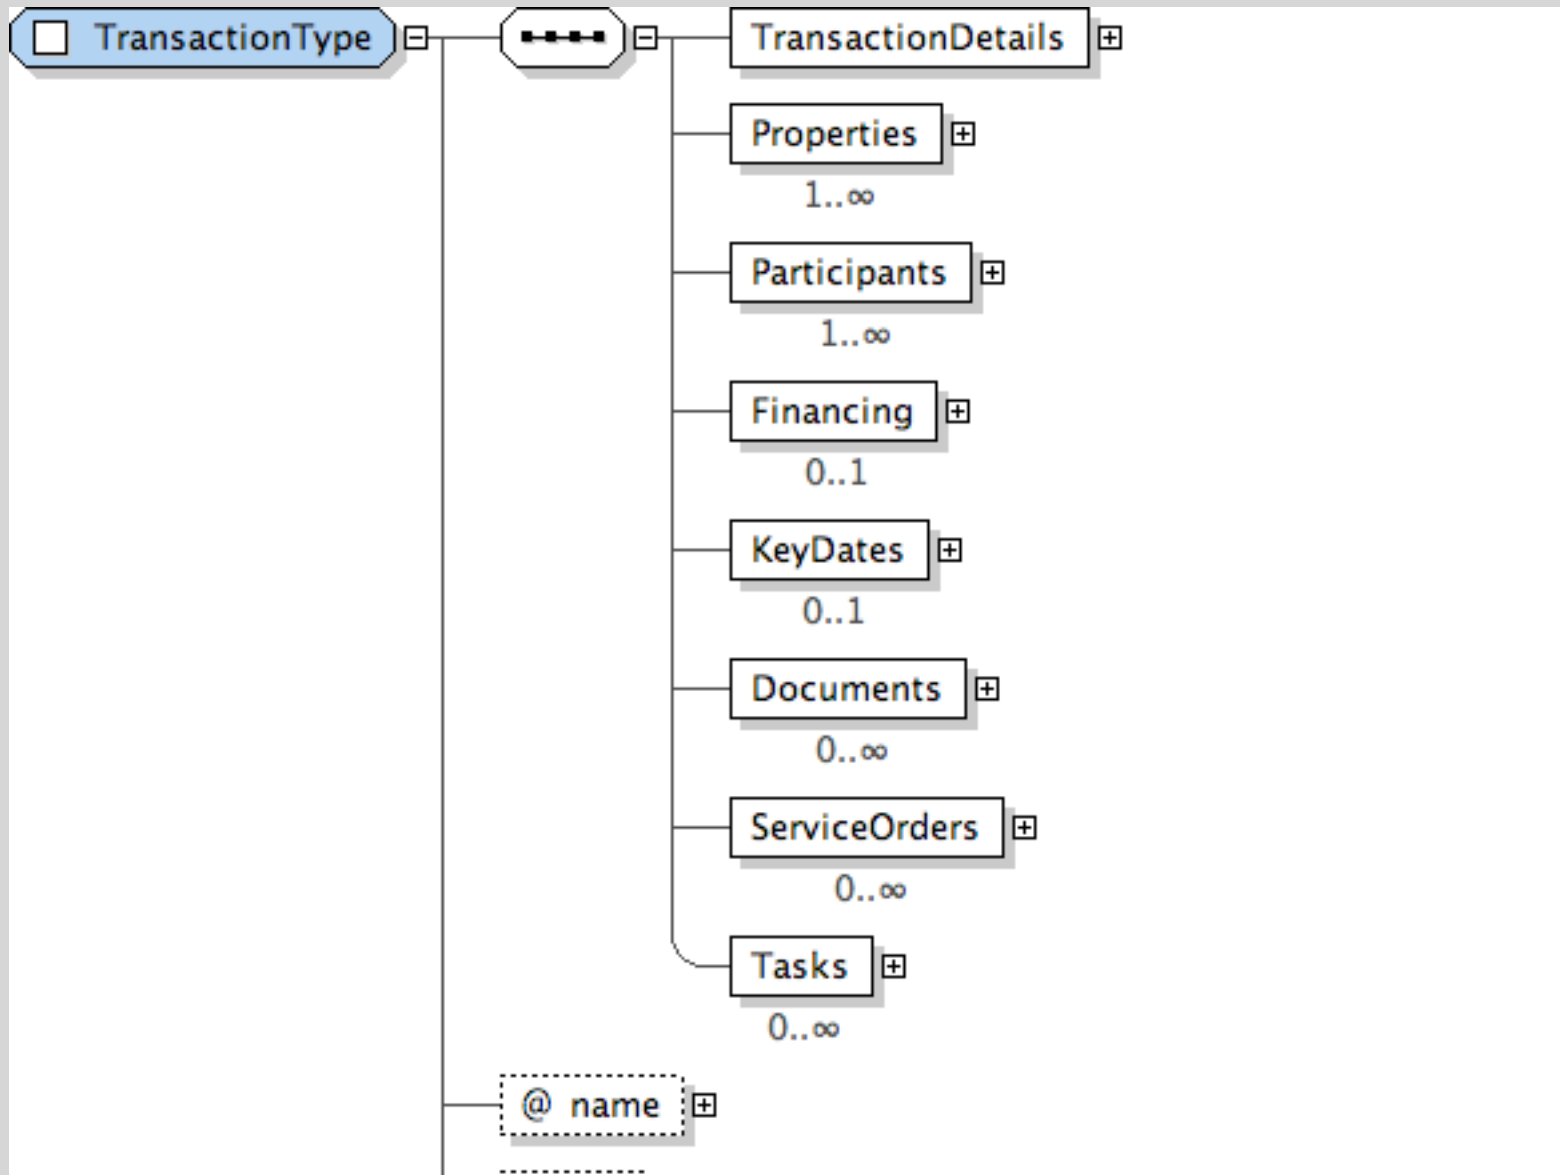 TransactionType
TransactionDetails
Properties
1..∞
Participants
1..∞
Financing
0..1
KeyDates
0..1
Documents
0..∞
ServiceOrders
0..∞
Tasks
0..∞
@ name